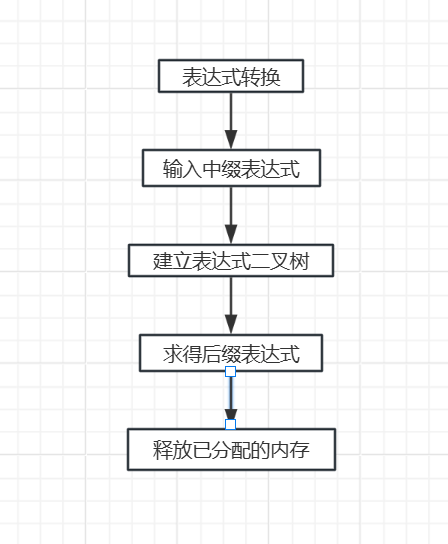 表达式转换
输入中缀表达式
建立表达式二叉树
求得后缀表达式
释放已分配的内存